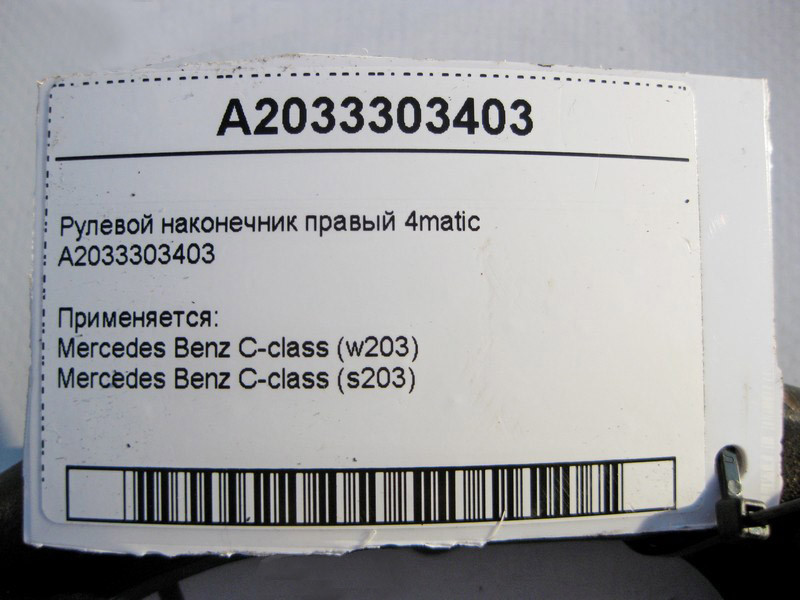 A2033303403
Рулевой наконечник правый 4matic
A2033303403
Применяется:
Mercedes Benz C-class (w203)
Mercedes Benz C-class (s203)